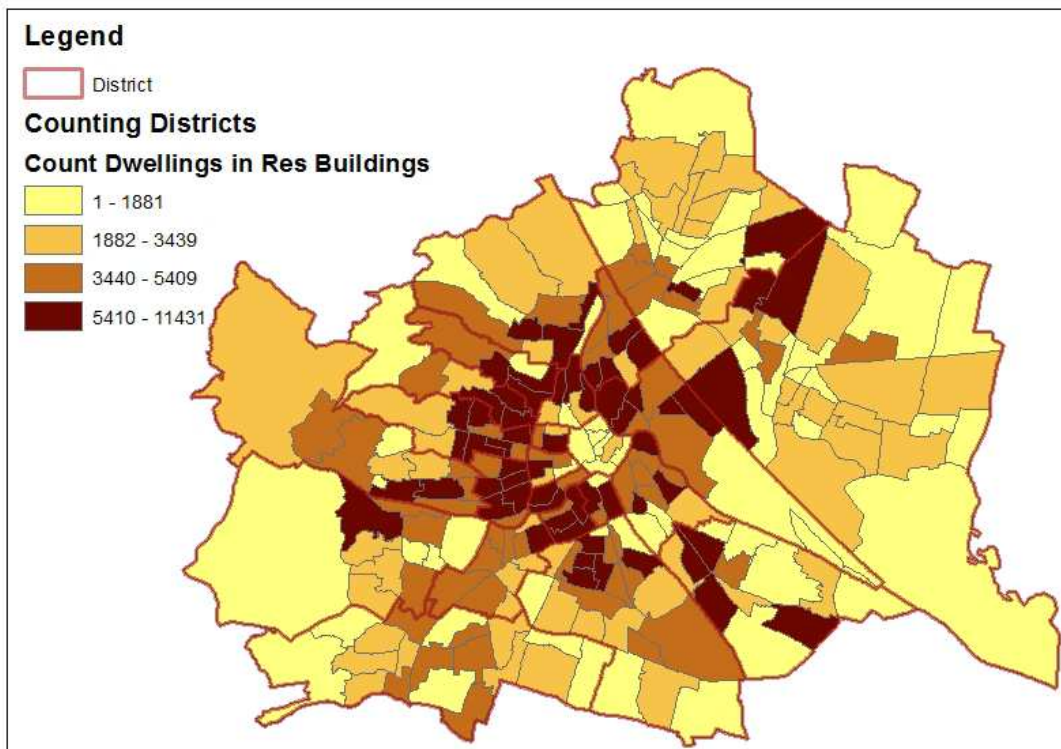 Legend
District
Counting Districts
Count Dwellings in Res Buildings
1 - 1881
1882 - 3439
3440 - 5409
5410 - 11431